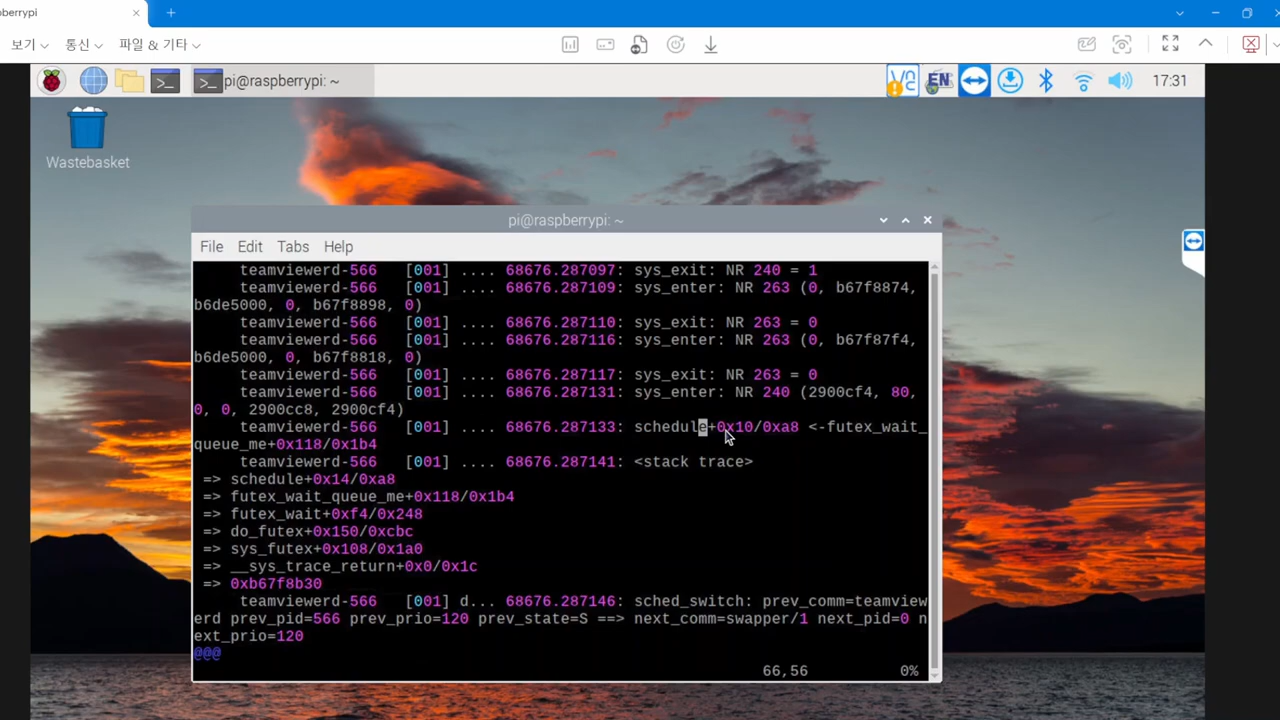 berrypi
보기
통신
파일 & 기타
pi@raspberrypi: ~
VC
EN
17:31
Wastebasket
pi@raspberrypi: ~
File Edit Tabs Help
teamviewerd-566 [001] .... 68676.287097: sys_exit: NR 240 = 1
teamviewerd-566 [001] .... 68676.287109: sys_enter: NR 263 (0, b67f8874,
b6de5000, 0, b67f8898, 0)
teamviewerd-566 [001] .... 68676.287110: sys_exit: NR 263 = 0
teamviewerd-566 [001] .... 68676.287116: sys_enter: NR 263 (0, b67f87f4,
b6de5000, 0, b67f8818, 0)
teamviewerd-566 [001] .... 68676.287117: sys_exit: NR 263 = 0
teamviewerd-566 [001] .... 68676.287131: sys_enter: NR 240 (2900cf4, 80,
0, 0, 2900cc8, 2900cf4)
teamviewerd-566 [001] .... 68676.287133: schedule+0x10/0xa8 <-futex_wait_
queue_me+0x118/0x1b4
teamviewerd-566 [001] .... 68676.287141: <stack trace>
=> schedule+0x14/0xa8
=> futex_wait_queue_me+0x118/0x1b4
=> futex_wait+0xf4/0x248
=> do_futex+0x150/0xcbc
=> sys_futex+0x108/0x1a0
=> __sys_trace_return+0x0/0x1c
=> 0xb67f8b30
teamviewerd-566 [001] d... 68676.287146: sched_switch: prev_comm=teamview
erd prev_pid=566 prev_prio=120 prev_state=S ==> next_comm=swapper/1 next_pid=0 n
ext_prio=120
@@@
66,56 0%